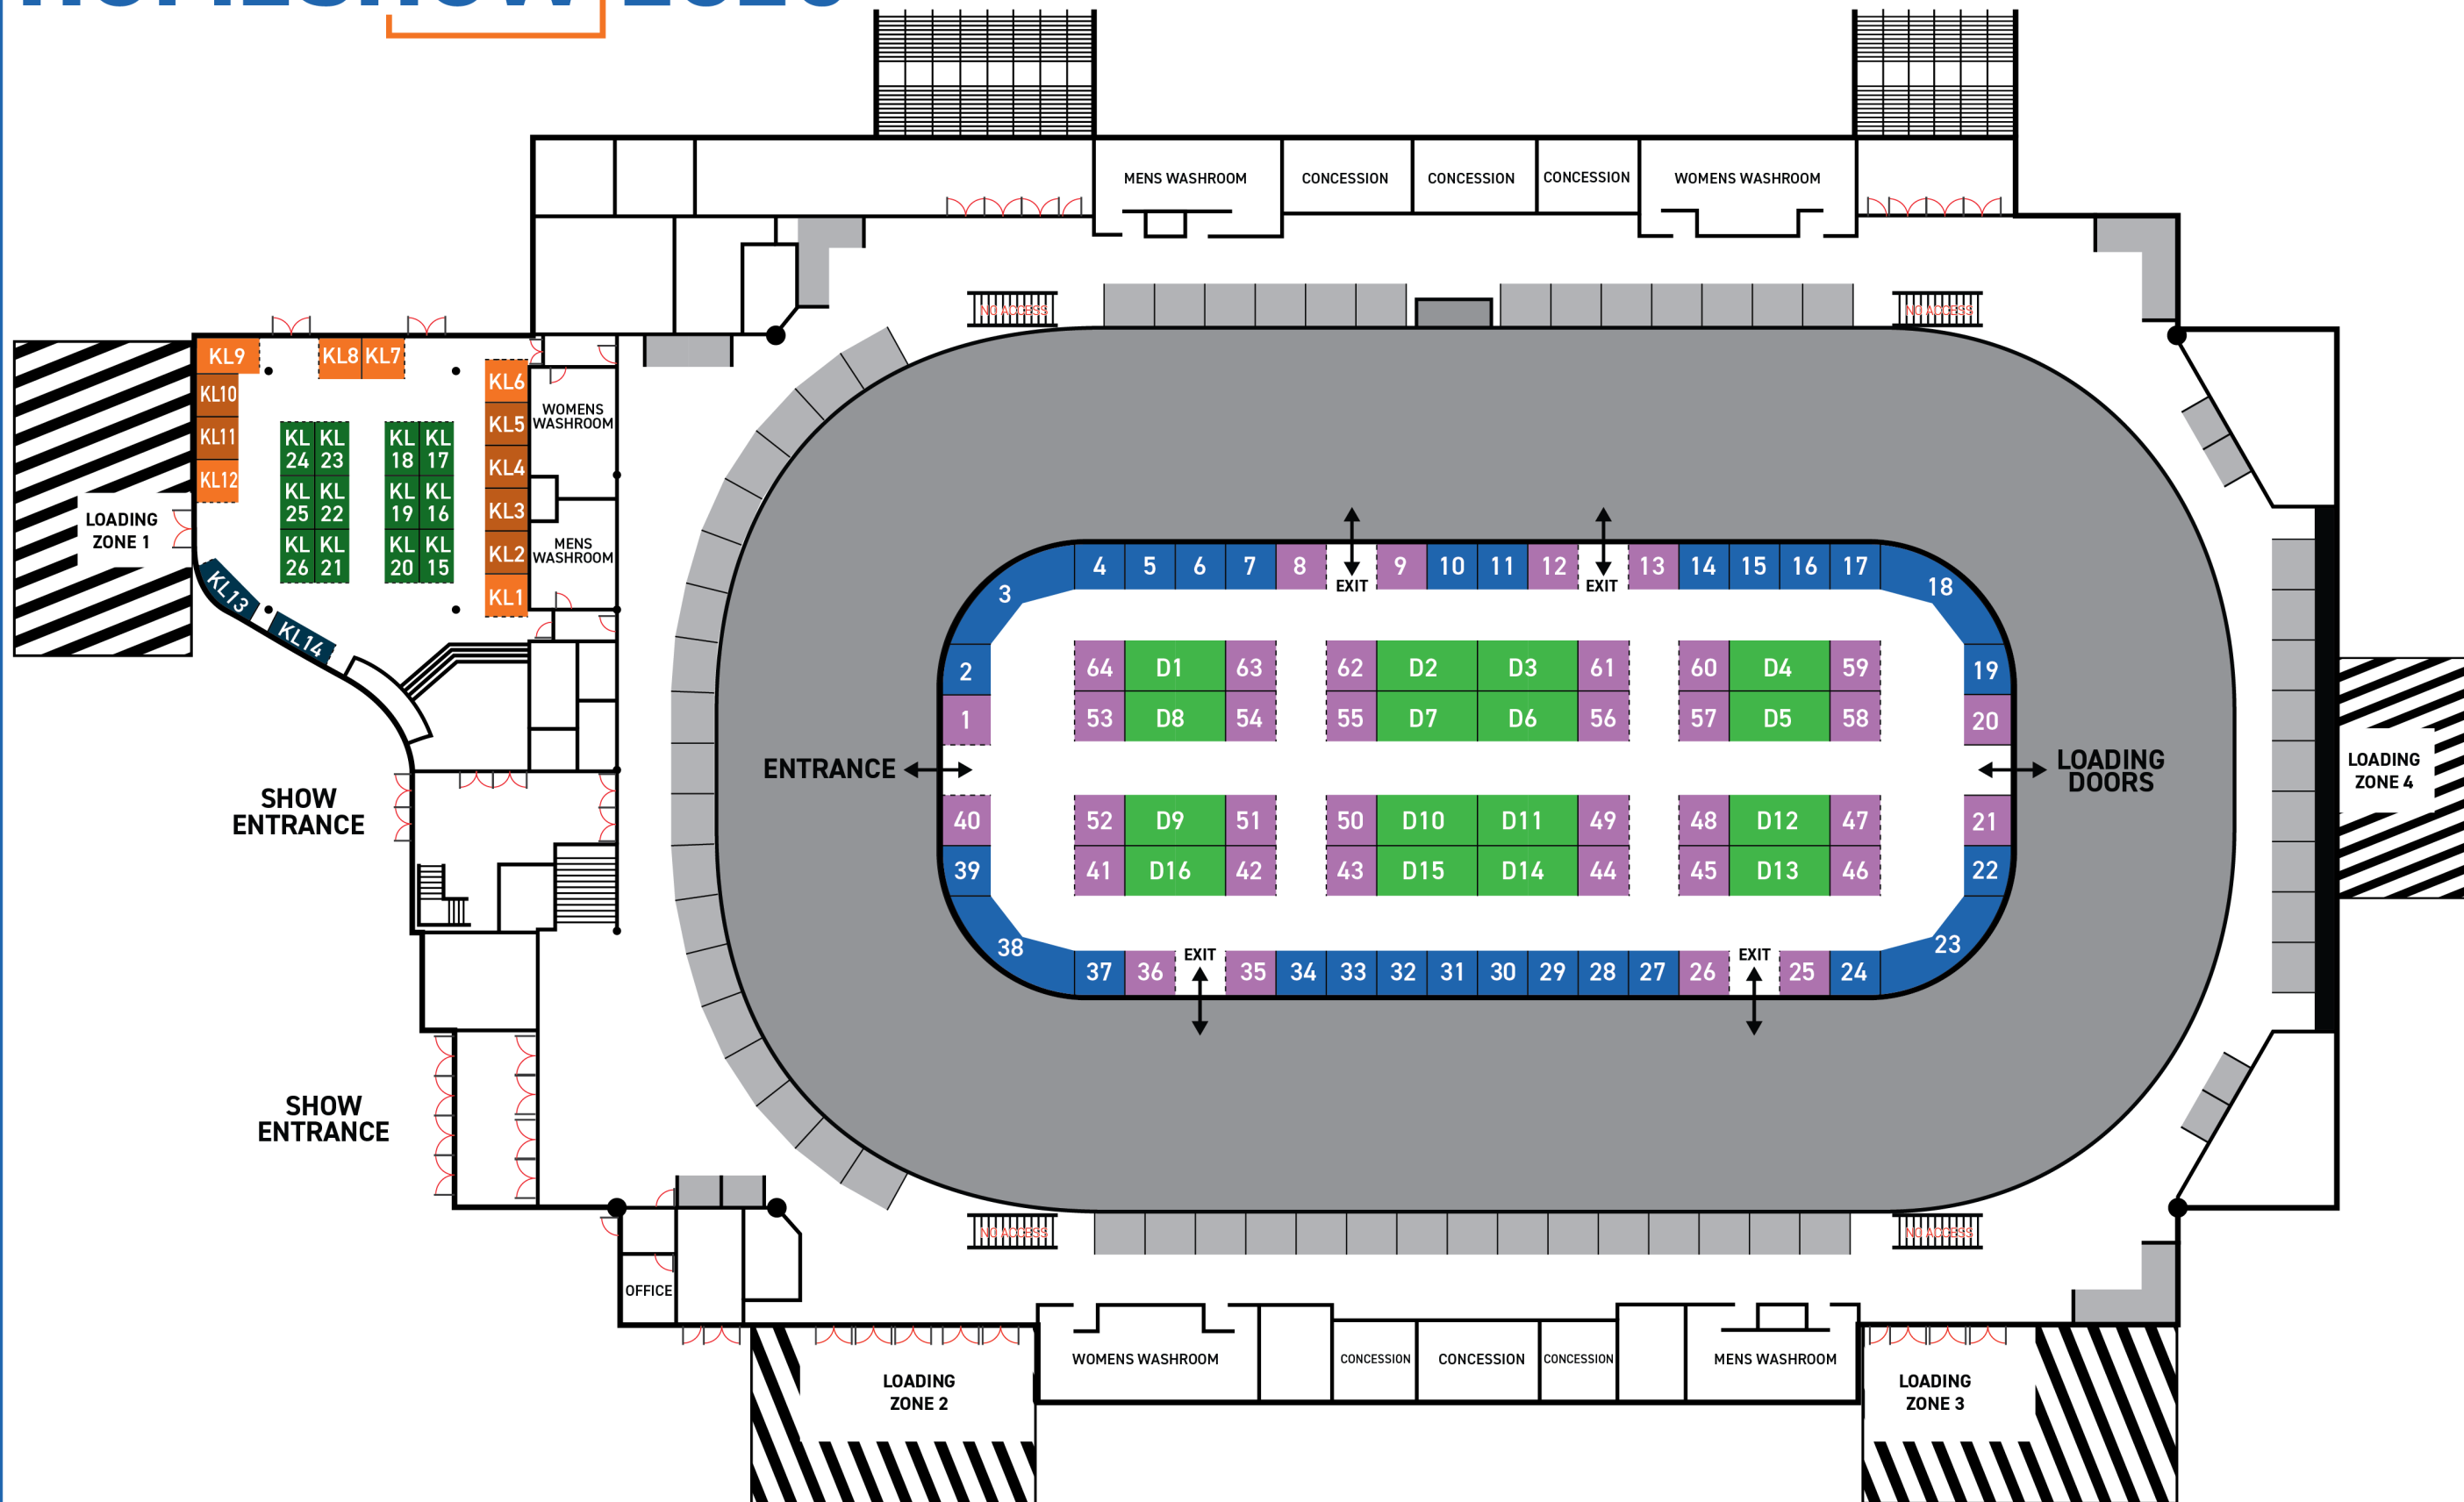 MENS WASHROOM
CONCESSION
CONCESSION
CONCESSION
WOMENS WASHROOM
NO ACCESS
NO ACCESS
KL9
KL8 KL7
KL10
KL11
KL12
KL6
KL5
KL4
KL3
KL2
KL1
WOMENS
WASHROOM
MENS
WASHROOM
KL KL KL KL
24 23 18 17
KL KL KL KL
25 22 19 16
KL KL KL KL
26 21 20 15
LOADING
ZONE 1
KL13
KL14
4 5 6 7 8 9 10 11 12 13 14 15 16 17
EXIT EXIT
3 18
2 19
1 20
64 D1 63 62 D2 D3 61 60 D4 59
53 D8 54 55 D7 D6 56 57 D5 58
ENTRANCE
LOADING
DOORS
LOADING
ZONE 4
SHOW
ENTRANCE
40 52 D9 51 50 D10 D11 49 48 D12 47 21
39 41 D16 42 43 D15 D14 44 45 D13 46 22
38 23
EXIT EXIT
37 36 35 34 33 32 31 30 29 28 27 26 25 24
SHOW
ENTRANCE
NO ACCESS
NO ACCESS
OFFICE
WOMENS WASHROOM
CONCESSION
CONCESSION
CONCESSION
MENS WASHROOM
LOADING
ZONE 2
LOADING
ZONE 3